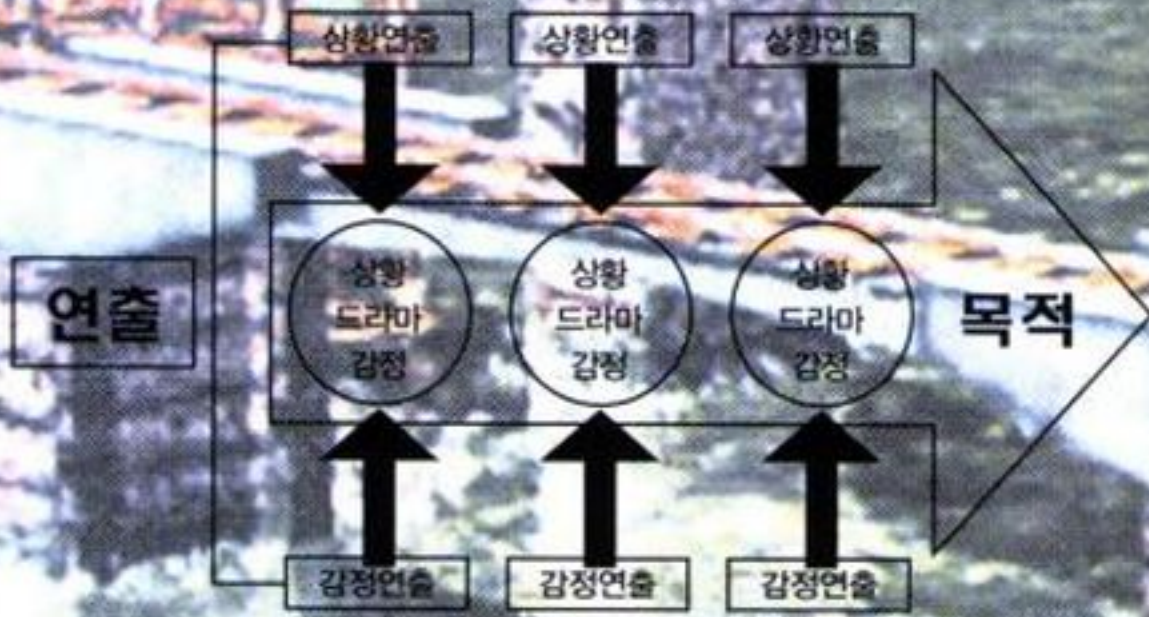 상황연출 상황연출 상황연출
연출
상황 상황 상황
드라마 드라마 드라마
감정 감정 감정
목적
감정연출 감정연출 감정연출